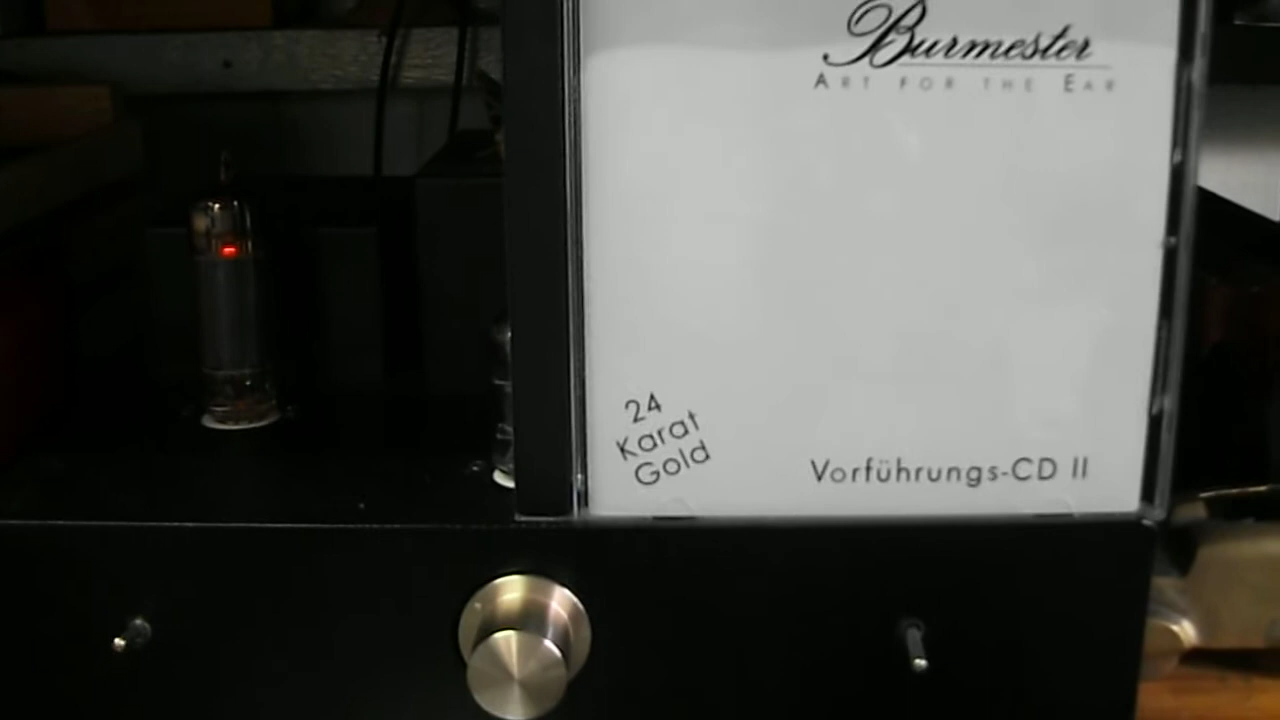 Burmester
ART FOR THE EAR
24
Karat
Gold
Vorführungs-CD II